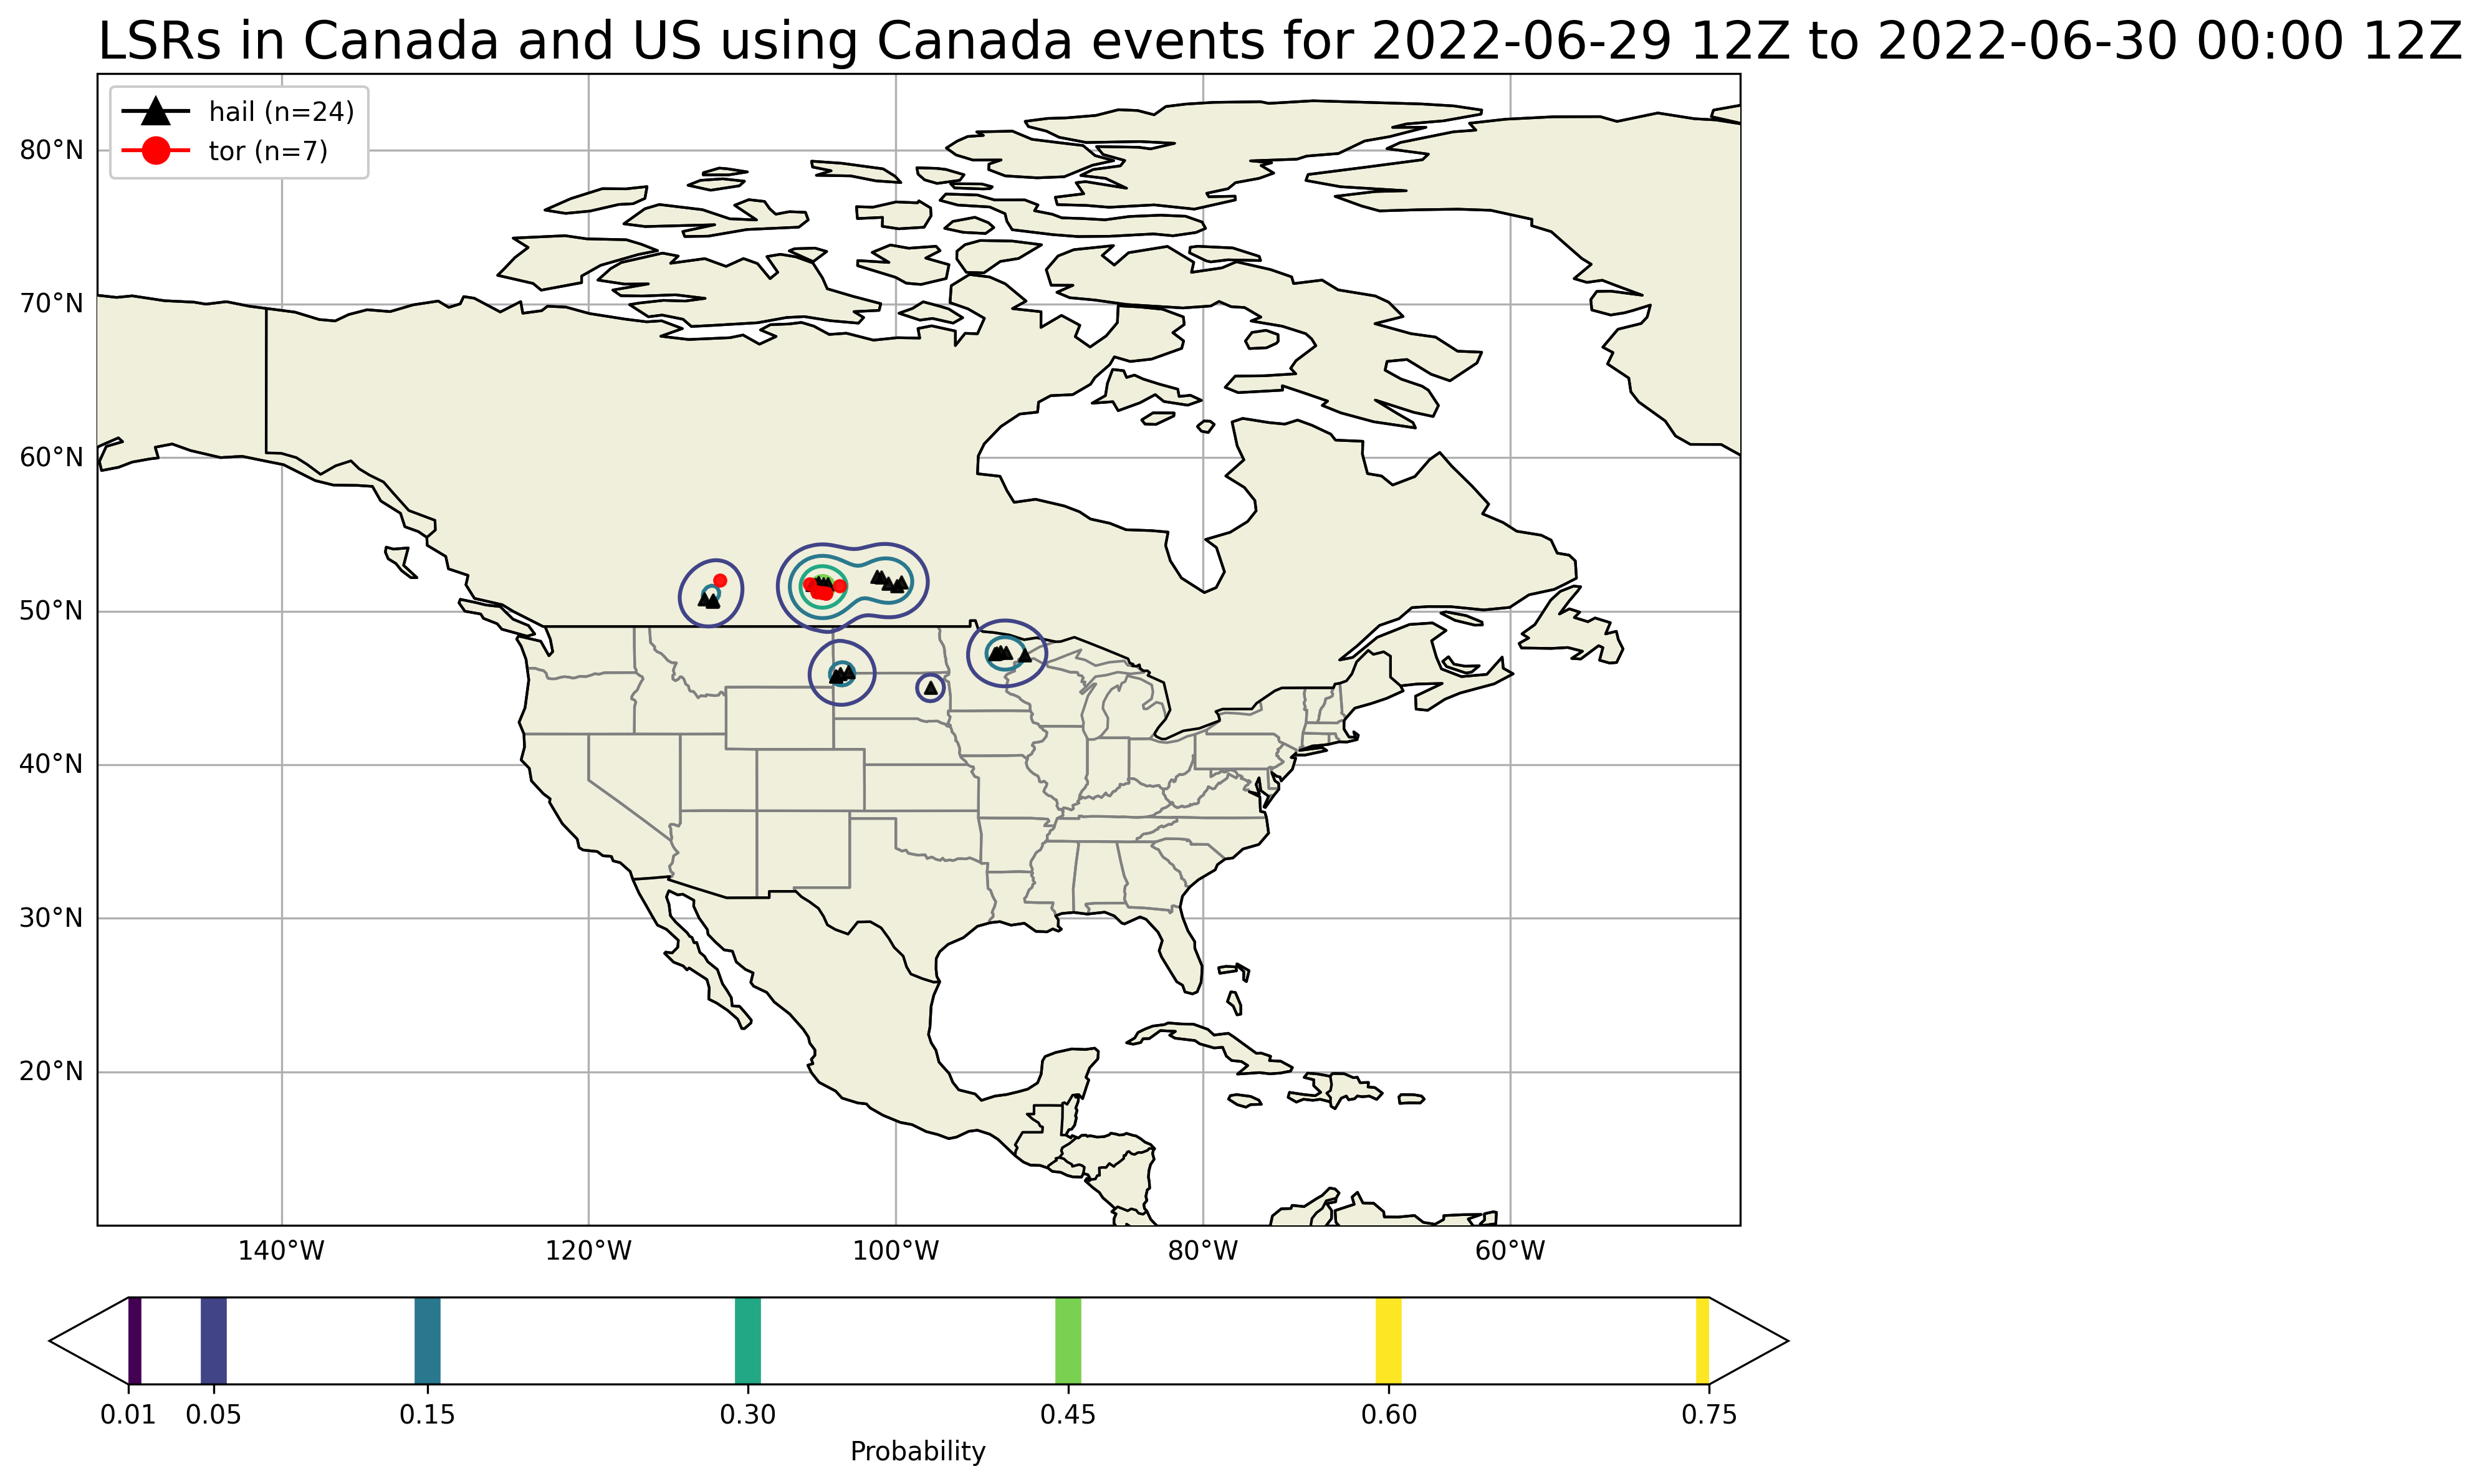 LSRs in Canada and US using Canada events for 2022-06-29 12Z to 2022-06-30 00:00 12Z
hail (n=24)
tor (n=7)
80°N
70°N
60°N
50°N
40°N
30°N
20°N
140°W 120°W 100°W 80°W 60°W
0.01 0.05 0.15 0.30 0.45 0.60 0.75
Probability